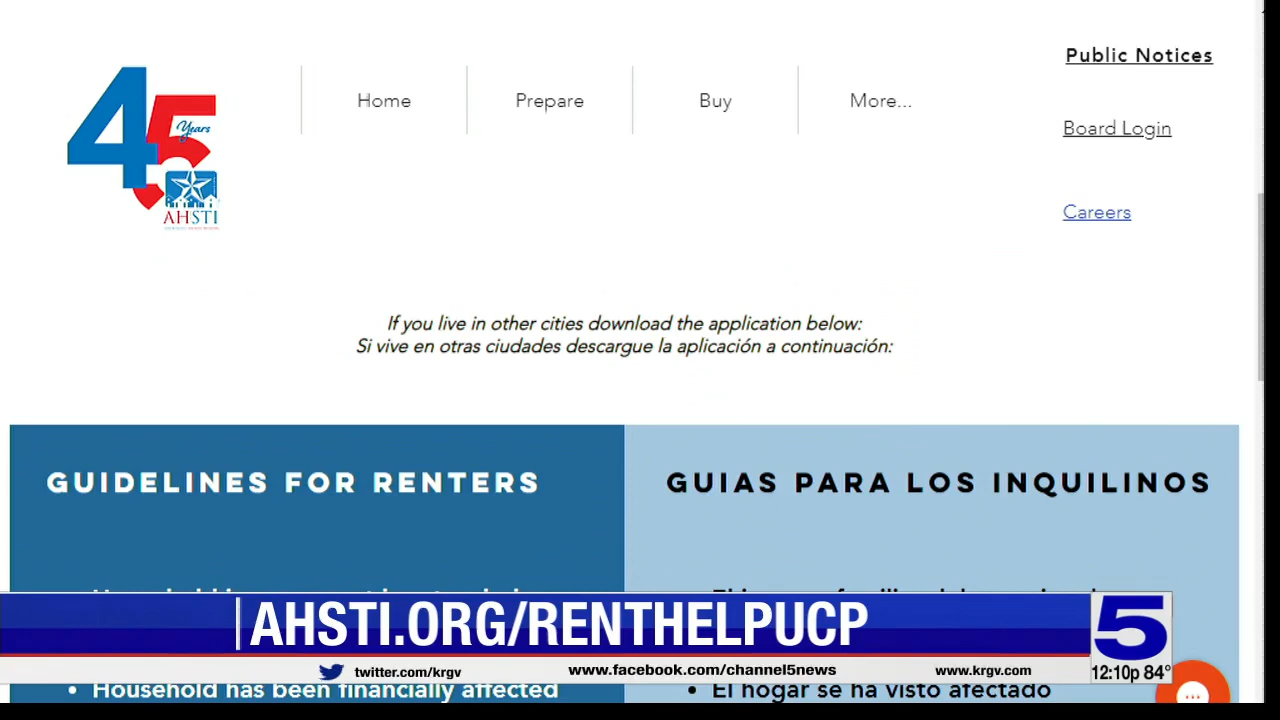 Public Notices
45
Years
AHSTI
Home
Prepare
Buy
More...
Board Login
Careers
If you live in other cities download the application below:
Si vive en otras ciudades descargue la aplicación a continuación:
GUIDELINES FOR RENTERS
GUIAS PARA LOS INQUILINOS
AHSTI.ORG/RENTHELPUCP
5
twitter.com/krgv
www.facebook.com/channel5news
www.krgv.com
12:10p 84°
• Household has been financially affected
• El hogar se ha visto afectado